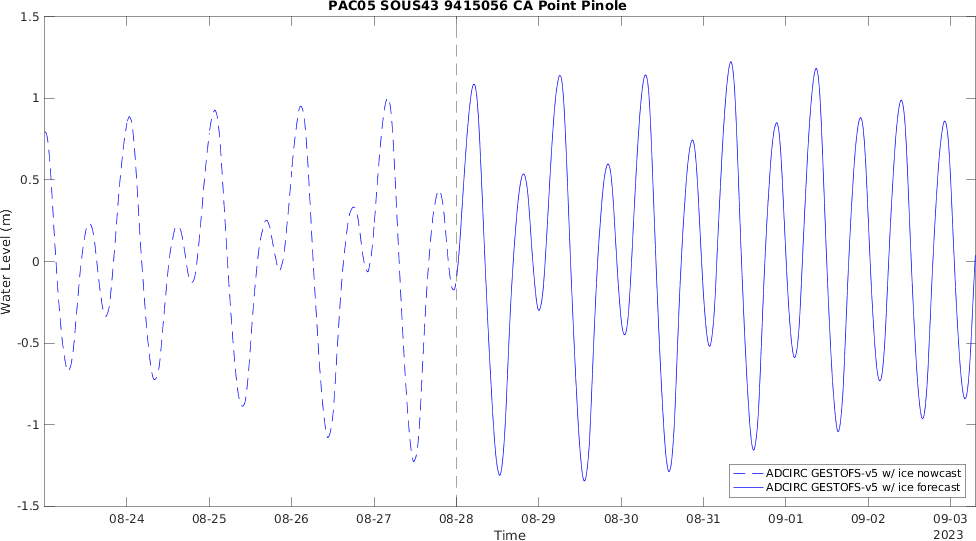 PAC05 SOUS43 9415056 CA Point Pinole
1.5
1
0.5
0
-0.5
-1
-1.5
Water Level (m)
08-24 08-25 08-26 08-27 08-28 08-29 08-30 08-31 09-01 09-02 09-03
Time
2023
ADCIRC GESTOFS-v5 w/ ice nowcast
ADCIRC GESTOFS-v5 w/ ice forecast